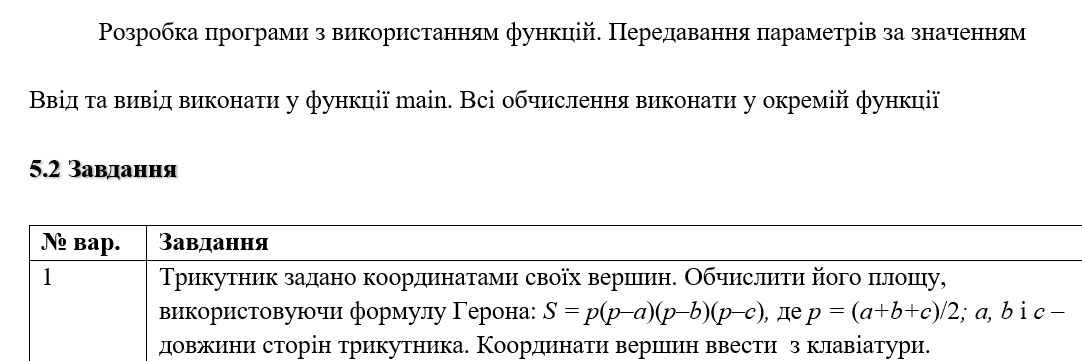 Розробка програми з використанням функцій. Передавання параметрів за значенням
Ввід та вивід виконати у функції main. Всі обчислення виконати у окремій функції
5.2 Завдання
№ вар. Завдання
1 Трикутник задано координатами своїх вершин. Обчислити його площу,
використовуючи формулу Герона: S = p(p–a)(p–b)(p–c), де p = (a+b+c)/2; a, b і c –
довжини сторін трикутника. Координати вершин ввести з клавіатури.